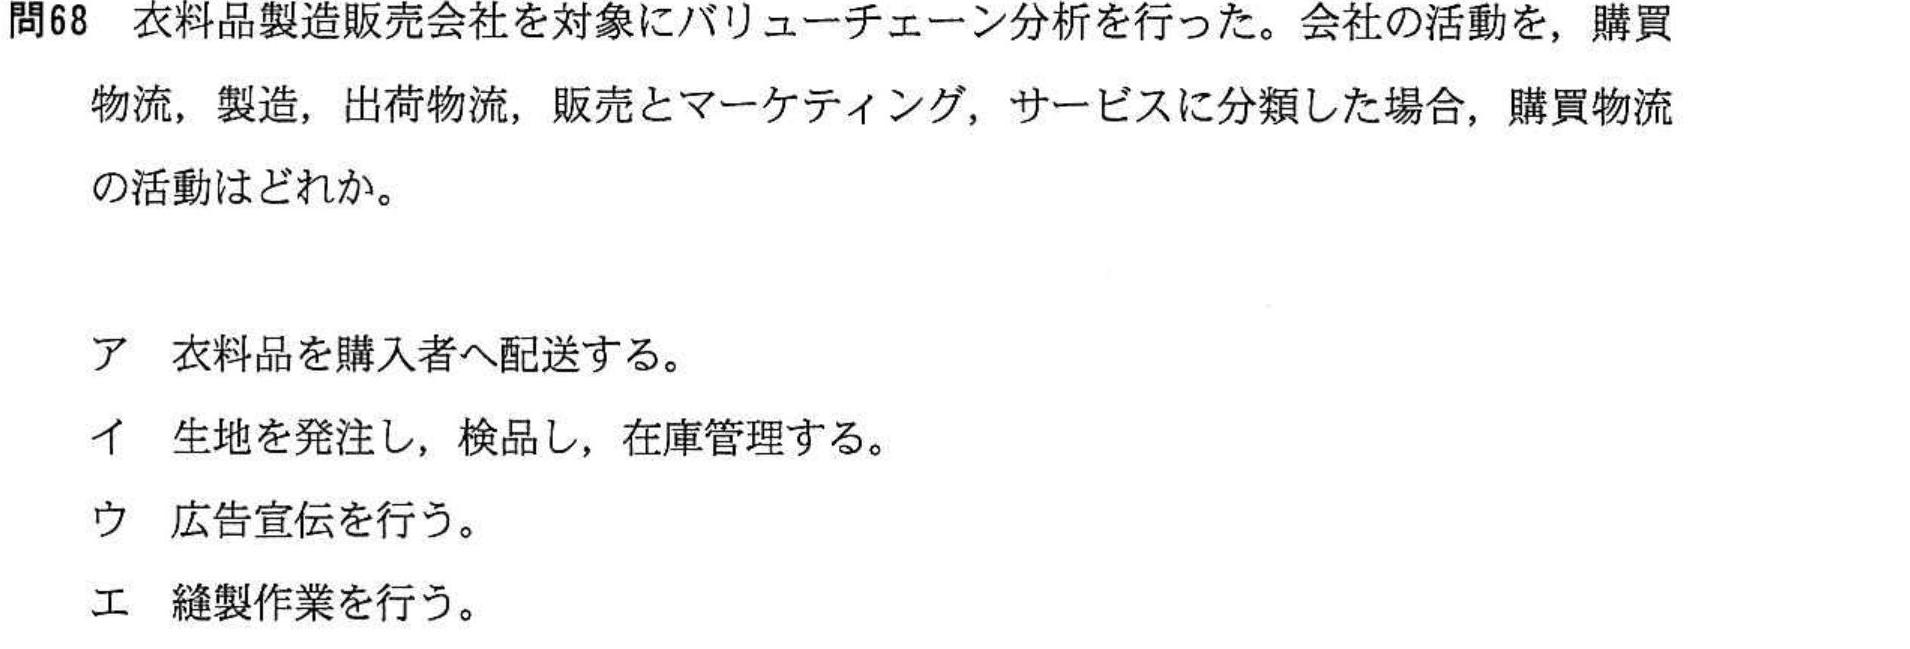 問68　衣料品製造販売会社を対象にバリューチェーン分析を行った。会社の活動を，購買
物流，製造，出荷物流，販売とマーケティング，サービスに分類した場合，購買物流
の活動はどれか。
ア　衣料品を購入者へ配送する。
イ　生地を発注し，検品し，在庫管理する。
ウ　広告宣伝を行う。
エ　縫製作業を行う。